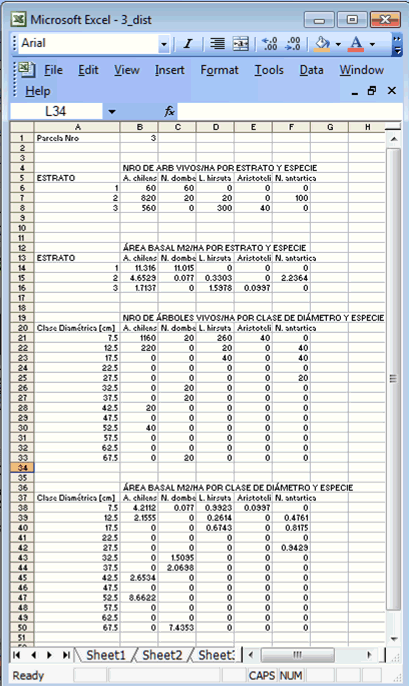 Microsoft Excel - 3_dist
Arial
File Edit View Insert Format Tools Data Window
Help
L34 fx
A B C D E F G H
1 Parcela Nro 3
2
3
4 NRO DE ARB VIVOS/HA POR ESTRATO Y ESPECIE
5 ESTRATO A. chilens N. dombe L. hirsuta Aristoteli N. antartica
6 1 60 60 0 0 0
7 2 820 20 20 0 100
8 3 560 0 300 40 0
9
10
11
12 ÁREA BASAL M2/HA POR ESTRATO Y ESPECIE
13 ESTRATO A. chilens N. dombe L. hirsuta Aristoteli N. antartica
14 1 11.316 11.015 0 0 0
15 2 4.6529 0.077 0.3303 0 2.2364
16 3 1.7137 0 1.5978 0.0997 0
17
18
19 NRO DE ÁRBOLES VIVOS/HA POR CLASE DE DIÁMETRO Y ESPECIE
20 Clase Diamétrica [cm] A. chilens N. dombe L. hirsuta Aristoteli N. antartica
21 7.5 1160 20 260 40 0
22 12.5 220 0 20 0 40
23 17.5 0 0 40 0 40
24 22.5 0 0 0 0 0
25 27.5 0 0 0 0 20
26 32.5 0 20 0 0 0
27 37.5 0 20 0 0 0
28 42.5 20 0 0 0 0
29 47.5 0 0 0 0 0
30 52.5 40 0 0 0 0
31 57.5 0 0 0 0 0
32 62.5 0 0 0 0 0
33 67.5 0 20 0 0 0
34
35
36 ÁREA BASAL M2/HA POR CLASE DE DIÁMETRO Y ESPECIE
37 Clase Diamétrica [cm] A. chilens N. dombe L. hirsuta Aristoteli N. antartica
38 7.5 4.2112 0.077 0.9923 0.0997 0
39 12.5 2.1555 0 0.2614 0 0.4761
40 17.5 0 0 0.6743 0 0.8175
41 22.5 0 0 0 0 0
42 27.5 0 0 0 0 0.9429
43 32.5 0 1.5095 0 0 0
44 37.5 0 2.0698 0 0 0
45 42.5 2.6534 0 0 0 0
46 47.5 0 0 0 0 0
47 52.5 8.6622 0 0 0 0
48 57.5 0 0 0 0 0
49 62.5 0 0 0 0 0
50 67.5 0 7.4353 0 0 0
51
Sheet1 Sheet2 Sheet3
Ready CAPS NUM